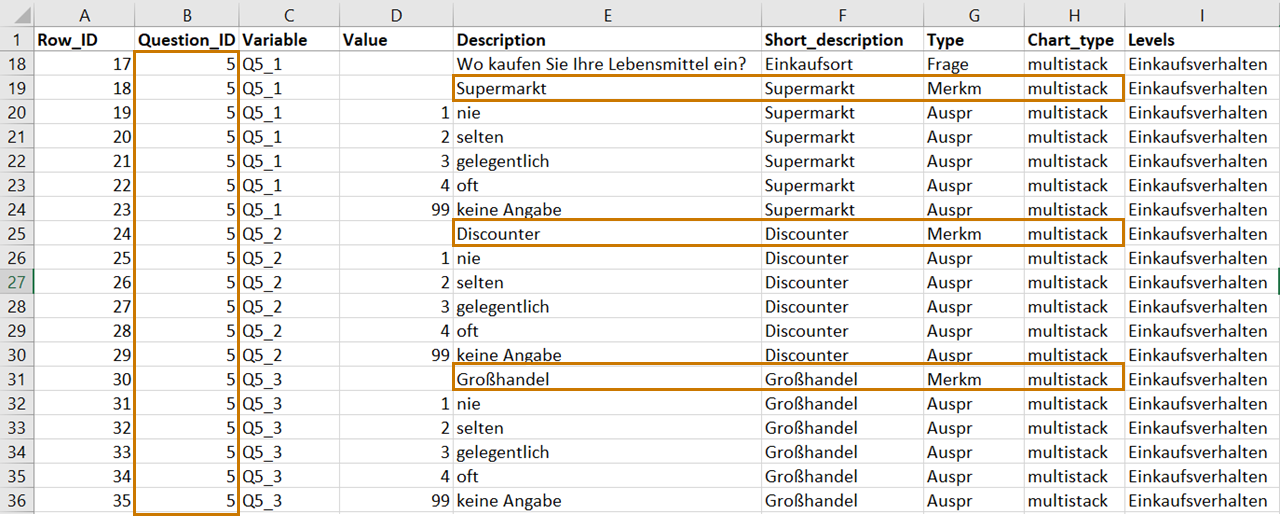 A B C D E F G H I
1 Row_ID Question_ID Variable Value Description Short_description Type Chart_type Levels
18 17 5 Q5_1 Wo kaufen Sie Ihre Lebensmittel ein? Einkaufsort Frage multistack Einkaufsverhalten
19 18 5 Q5_1 Supermarkt Supermarkt Merkm multistack Einkaufsverhalten
20 19 5 Q5_1 1 nie Supermarkt Auspr multistack Einkaufsverhalten
21 20 5 Q5_1 2 selten Supermarkt Auspr multistack Einkaufsverhalten
22 21 5 Q5_1 3 gelegentlich Supermarkt Auspr multistack Einkaufsverhalten
23 22 5 Q5_1 4 oft Supermarkt Auspr multistack Einkaufsverhalten
24 23 5 Q5_1 99 keine Angabe Supermarkt Auspr multistack Einkaufsverhalten
25 24 5 Q5_2 Discounter Discounter Merkm multistack Einkaufsverhalten
26 25 5 Q5_2 1 nie Discounter Auspr multistack Einkaufsverhalten
27 26 5 Q5_2 2 selten Discounter Auspr multistack Einkaufsverhalten
28 27 5 Q5_2 3 gelegentlich Discounter Auspr multistack Einkaufsverhalten
29 28 5 Q5_2 4 oft Discounter Auspr multistack Einkaufsverhalten
30 29 5 Q5_2 99 keine Angabe Discounter Auspr multistack Einkaufsverhalten
31 30 5 Q5_3 Großhandel Großhandel Merkm multistack Einkaufsverhalten
32 31 5 Q5_3 1 nie Großhandel Auspr multistack Einkaufsverhalten
33 32 5 Q5_3 2 selten Großhandel Auspr multistack Einkaufsverhalten
34 33 5 Q5_3 3 gelegentlich Großhandel Auspr multistack Einkaufsverhalten
35 34 5 Q5_3 4 oft Großhandel Auspr multistack Einkaufsverhalten
36 35 5 Q5_3 99 keine Angabe Großhandel Auspr multistack Einkaufsverhalten